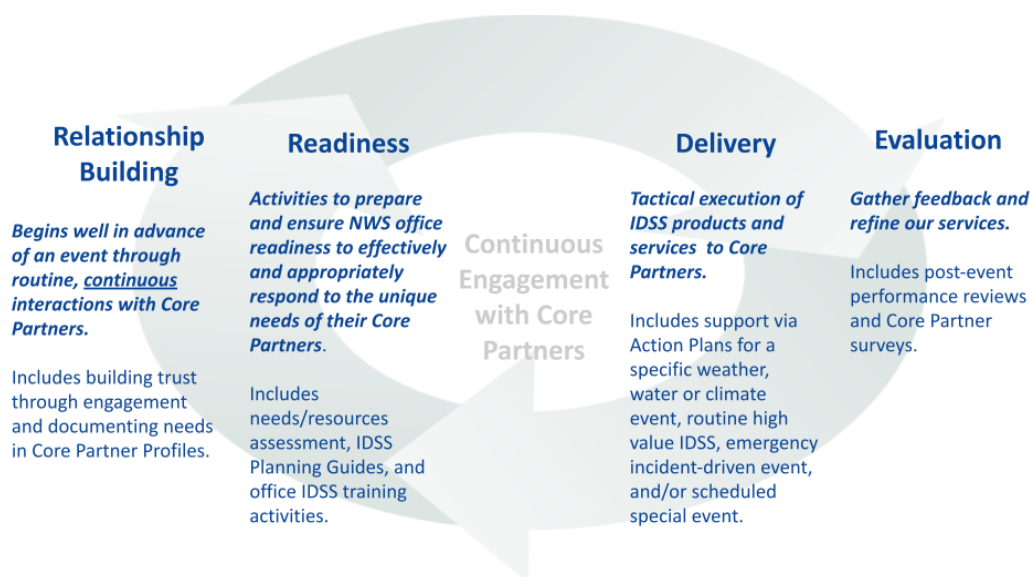 Relationship
Building
Begins well in advance
of an event through
routine, continuous
interactions with Core
Partners.
Includes building trust
through engagement
and documenting needs
in Core Partner Profiles.
Readiness
Activities to prepare
and ensure NWS office
readiness to effectively
and appropriately
respond to the unique
needs of their Core
Partners.
Includes
needs/resources
assessment, IDSS
Planning Guides, and
office IDSS training
activities.
Continuous
Engagement
with Core
Partners
Delivery
Tactical execution of
IDSS products and
services to Core
Partners.
Includes support via
Action Plans for a
specific weather,
water or climate
event, routine high
value IDSS, emergency
incident-driven event,
and/or scheduled
special event.
Evaluation
Gather feedback and
refine our services.
Includes post-event
performance reviews
and Core Partner
surveys.